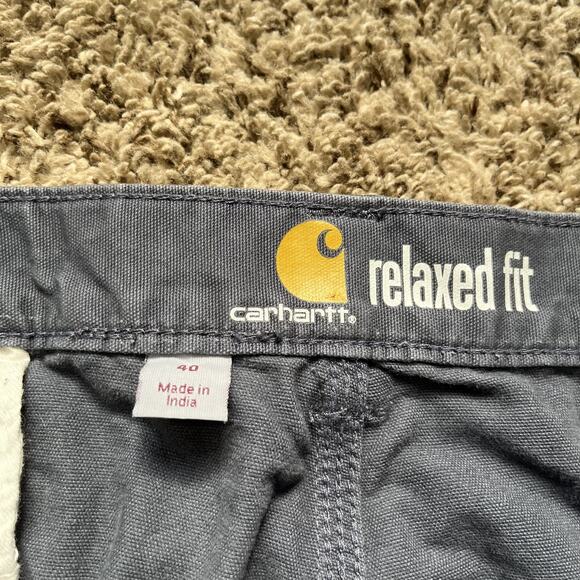 carhartt®
relaxed fit
40
Made in
India